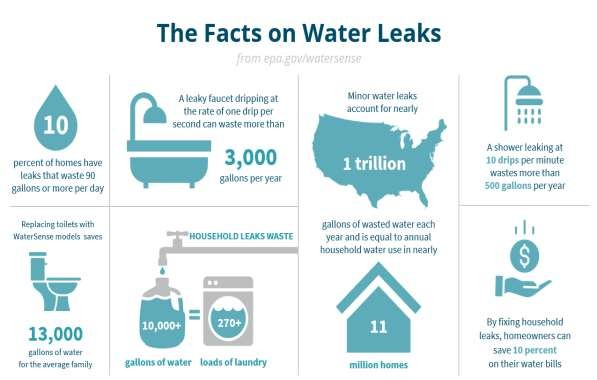 The Facts on Water Leaks
from epa.gov/watersense
10
percent of homes have
leaks that waste 90
gallons or more per day
A leaky faucet dripping at
the rate of one drip per
second can waste more than
3,000
gallons per year
Minor water leaks
account for nearly
1 trillion
gallons of wasted water each
year and is equal to annual
household water use in nearly
11
million homes
A shower leaking at
10 drips per minute
wastes more than
500 gallons per year
Replacing toilets with
WaterSense models saves
13,000
gallons of water
for the average family
HOUSEHOLD LEAKS WASTE
10,000+
=
270+
gallons of water
loads of laundry
$
By fixing household
leaks, homeowners can
save 10 percent
on their water bills